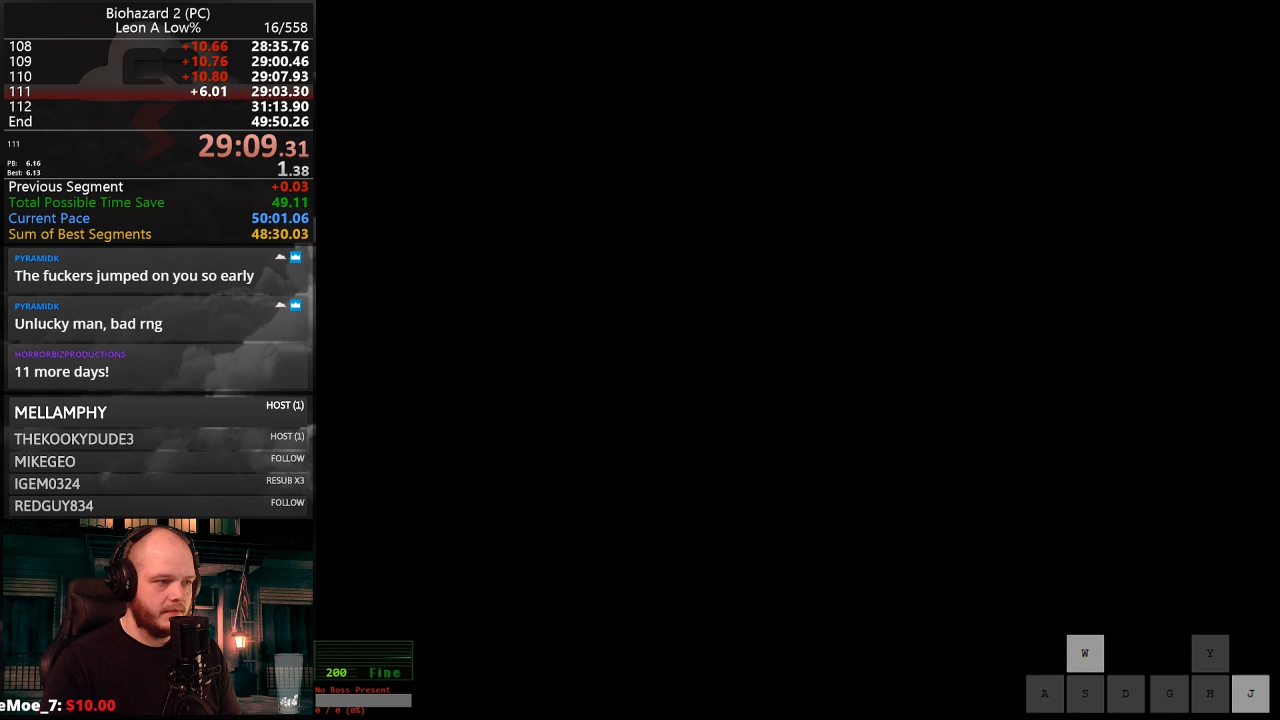 Biohazard 2 (PC)
Leon A Low% 16/558
108 +10.66 28:35.76
109 +10.76 29:00.46
110 +10.80 29:07.93
111 +6.01 29:03.30
112 31:13.90
End 49:50.26
111 29:09.31
PB: 6.16
Best: 6.13
1.38
Previous Segment +0.03
Total Possible Time Save 49.11
Current Pace 50:01.06
Sum of Best Segments 48:30.03
PYRAMIDK
The fuckers jumped on you so early
PYRAMIDK
Unlucky man, bad rng
HORRORBIZPRODUCTIONS
11 more days!
MELLAMPHY HOST (1)
THEKOOKYDUDE3 HOST (1)
MIKEGEO FOLLOW
IGEM0324 RESUB X3
REDGUY834 FOLLOW
200 Fine
No Boss Present
0 / 0 (0%)
eMoe_7: $10.00
W Y
A S D G H J